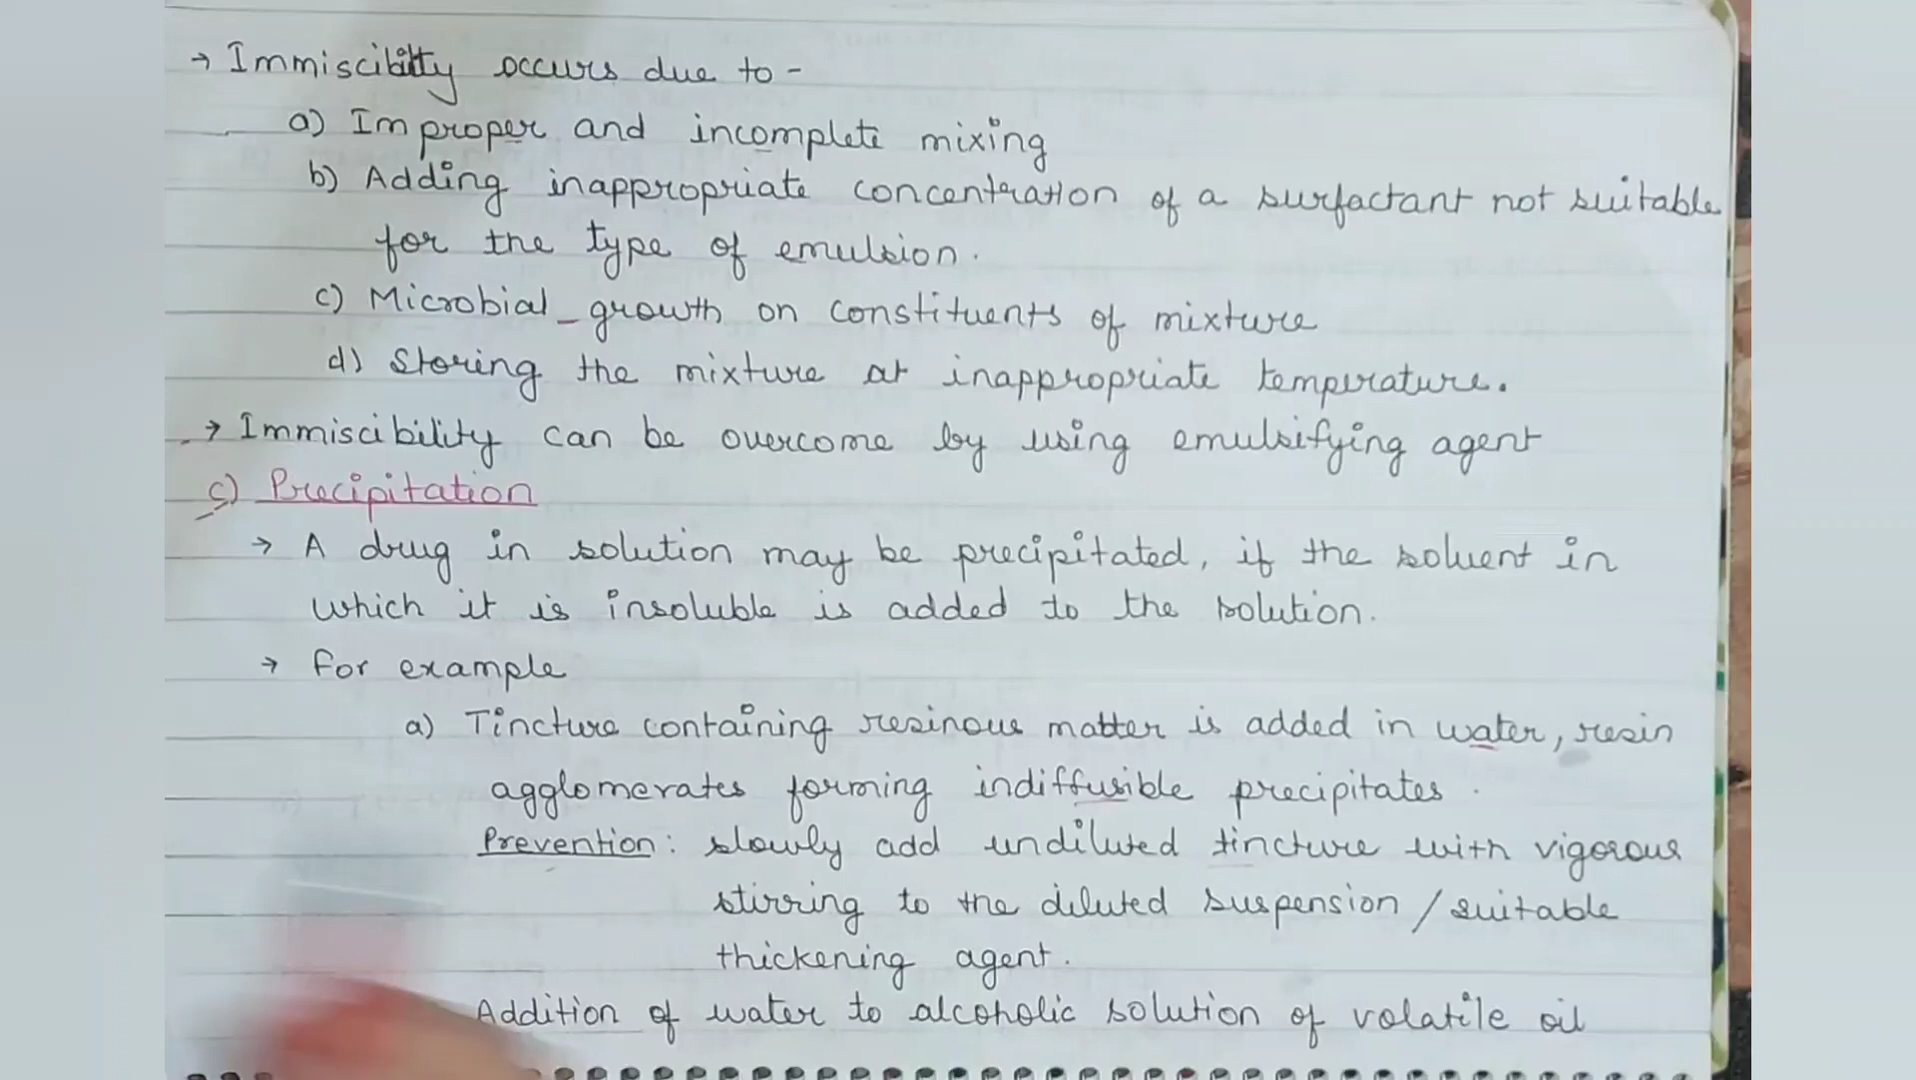 → Immiscibility occurs due to -
a) Improper and incomplete mixing
b) Adding inappropriate concentration of a surfactant not suitable
for the type of emulsion.
c) Microbial growth on constituents of mixture
d) Storing the mixture at inappropriate temperature.
→ Immiscibility can be overcome by using emulsifying agent
c) Precipitation
→ A drug in solution may be precipitated, if the solvent in
which it is insoluble is added to the solution.
→ for example
a) Tincture containing resinous matter is added in water, resin
agglomerates forming indiffusible precipitates.
Prevention: slowly add undiluted tincture with vigorous
stirring to the diluted suspension / suitable
thickening agent.
Addition of water to alcoholic solution of volatile oil